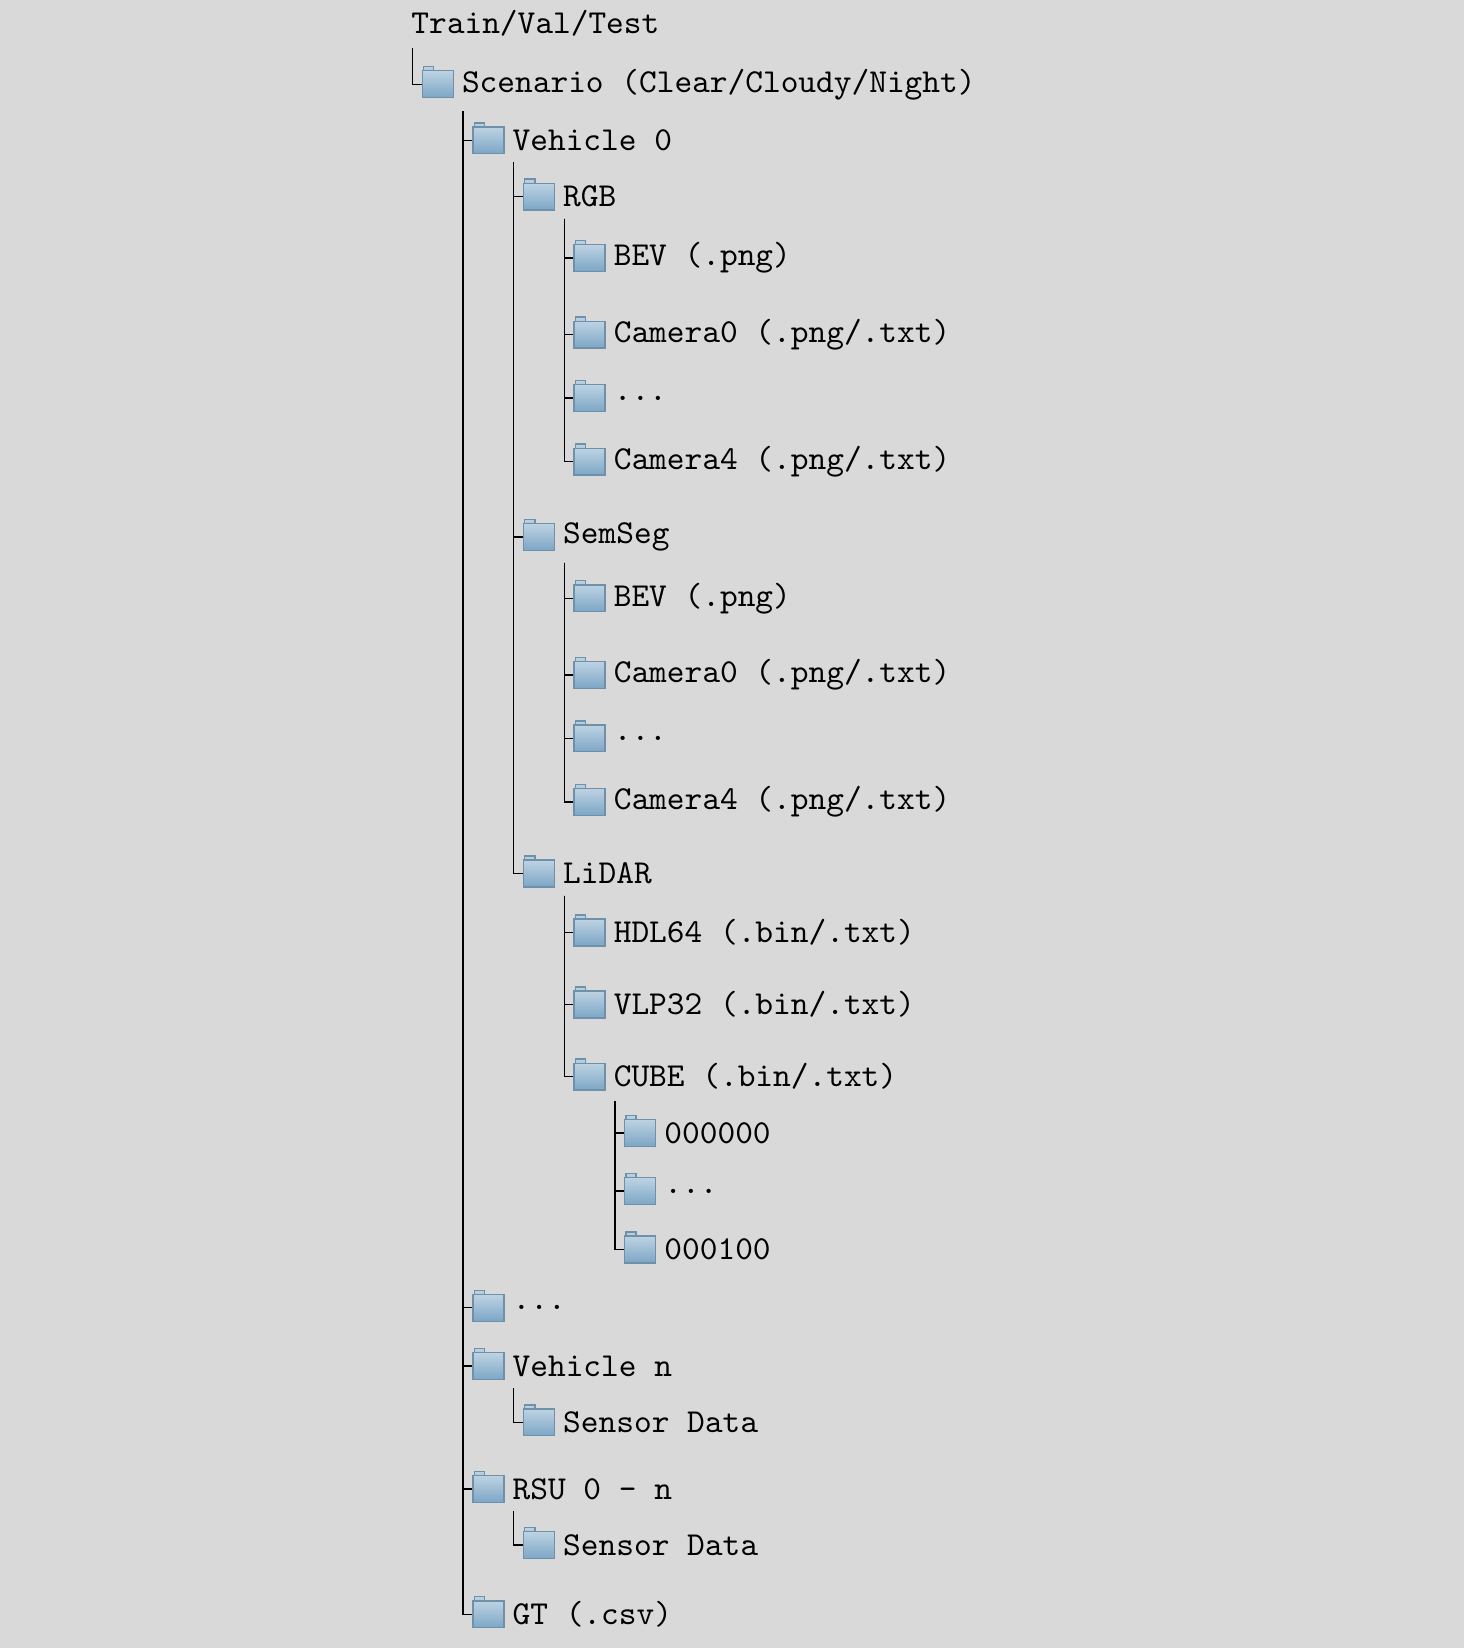 Train/Val/Test
Scenario (Clear/Cloudy/Night)
Vehicle 0
RGB
BEV (.png)
Camera0 (.png/.txt)
...
Camera4 (.png/.txt)
SemSeg
BEV (.png)
Camera0 (.png/.txt)
...
Camera4 (.png/.txt)
LiDAR
HDL64 (.bin/.txt)
VLP32 (.bin/.txt)
CUBE (.bin/.txt)
000000
...
000100
...
Vehicle n
Sensor Data
RSU 0 - n
Sensor Data
GT (.csv)